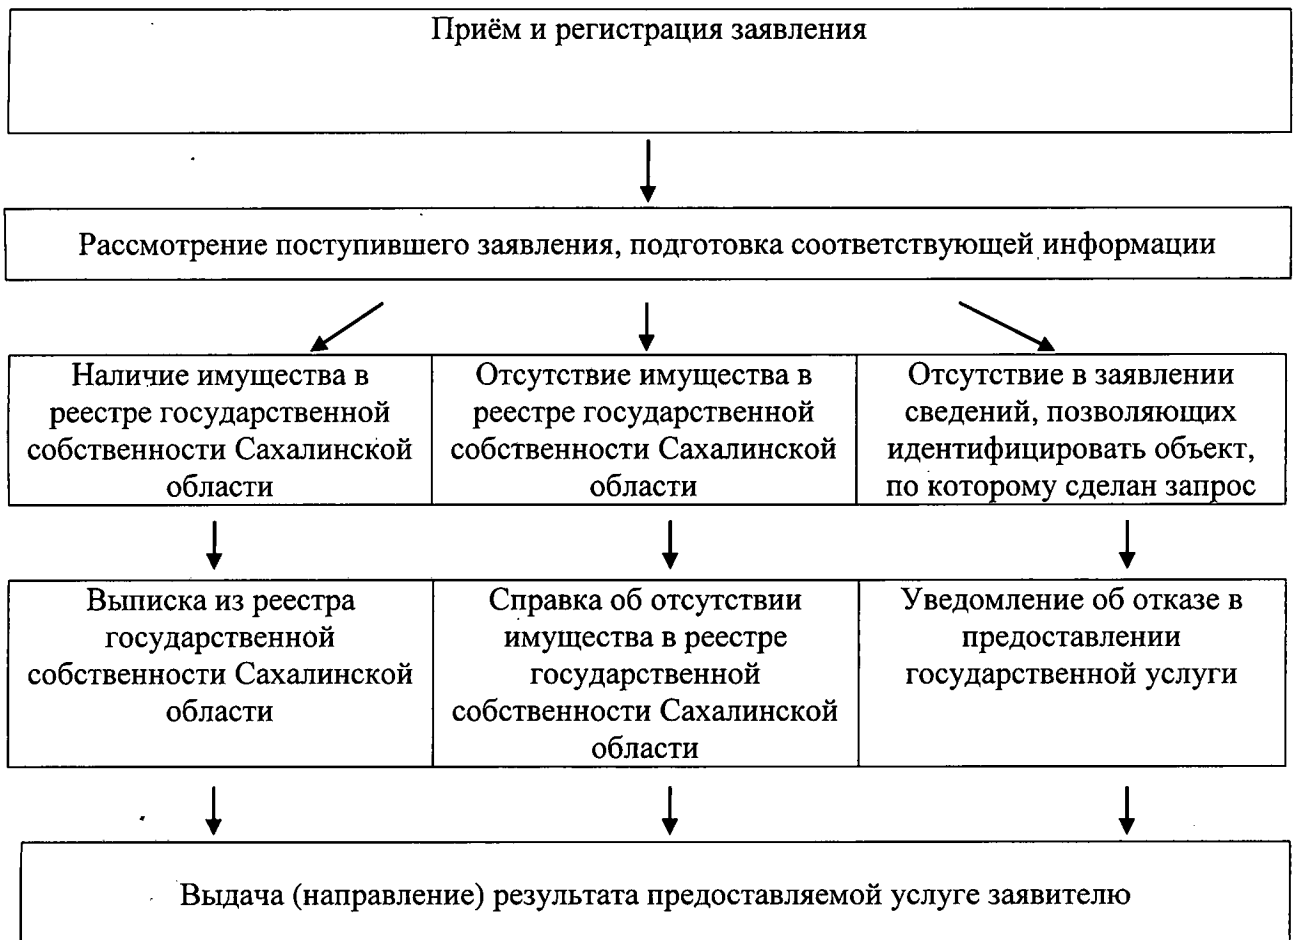 Приём и регистрация заявления
Рассмотрение поступившего заявления, подготовка соответствующей информации
Наличие имущества в
реестре государственной
собственности Сахалинской
области
Отсутствие имущества в
реестре государственной
собственности Сахалинской
области
Отсутствие в заявлении
сведений, позволяющих
идентифицировать объект,
по которому сделан запрос
Выписка из реестра
государственной
собственности Сахалинской
области
Справка об отсутствии
имущества в реестре
государственной
собственности Сахалинской
области
Уведомление об отказе в
предоставлении
государственной услуги
Выдача (направление) результата предоставляемой услуге заявителю